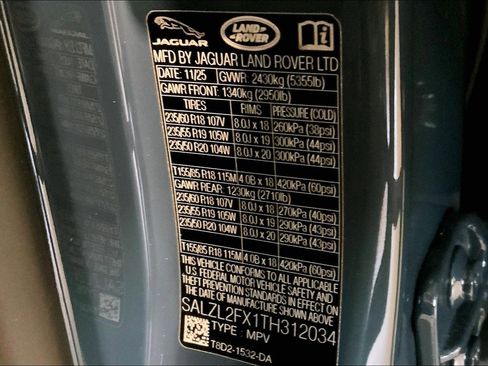 JAGUAR
LAND ROVER
MFD BY JAGUAR LAND ROVER LTD
DATE: 11/25 GVWR: 2430kg (5355lb)
GAWR FRONT: 1340kg (2950lb)
TIRES RIMS PRESSURE (COLD)
235/60 R18 107V 8.0J x 18 260kPa (38psi)
235/55 R19 105W 8.0J x 19 300kPa (44psi)
235/50 R20 104W 8.0J x 20 300kPa (44psi)
T155/85 R18 115M 4.0B x 18 420kPa (60psi)
GAWR REAR: 1230kg (2710lb)
235/60 R18 107V 8.0J x 18 270kPa (40psi)
235/55 R19 105W 8.0J x 19 290kPa (43psi)
235/50 R20 104W 8.0J x 20 290kPa (43psi)
T155/85 R18 115M 4.0B x 18 420kPa (60psi)
THIS VEHICLE CONFORMS TO ALL APPLICABLE
U.S FEDERAL MOTOR VEHICLE SAFETY AND
THEFT PREVENTION STANDARDS IN EFFECT
ON THE DATE OF MANUFACTURE SHOWN ABOVE
SALZL2FX1TH312034
TYPE: MPV
T8D2-1532-DA